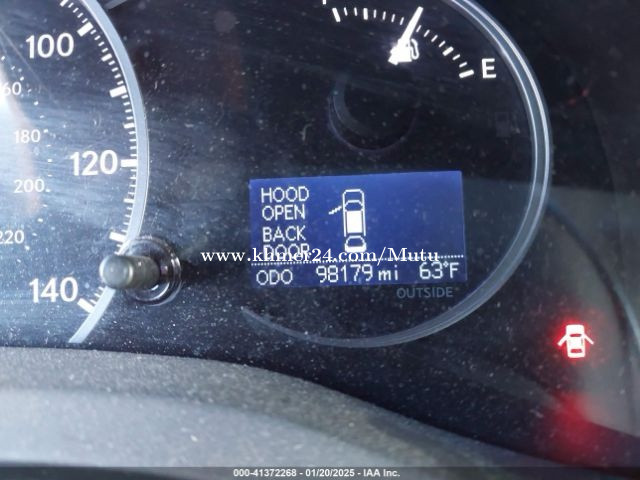 100
60
180
120
200
220
140
E
HOOD
OPEN
BACK
DOOR
www.khmer24.com/Mutu
ODO 98179 mi 63°F
OUTSIDE
000-41372268 - 01/20/2025 - IAA Inc.